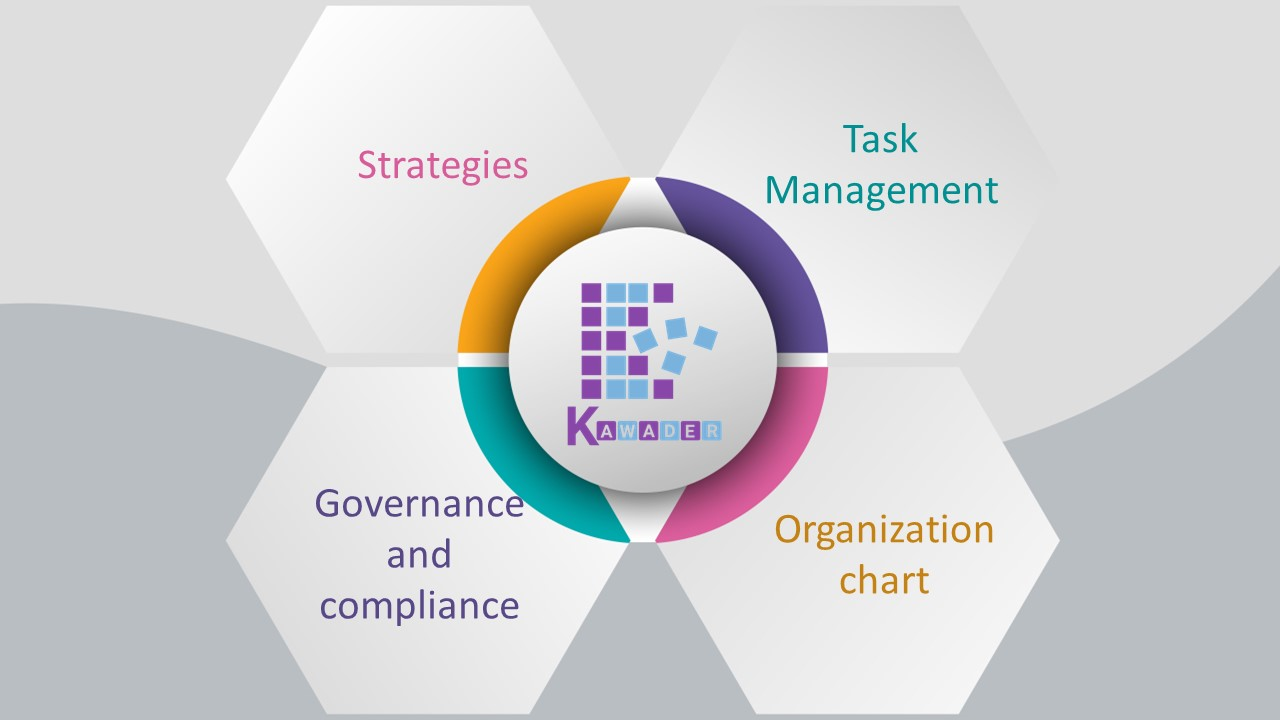 Strategies
Task
Management
KAWADER
Governance
and
compliance
Organization
chart